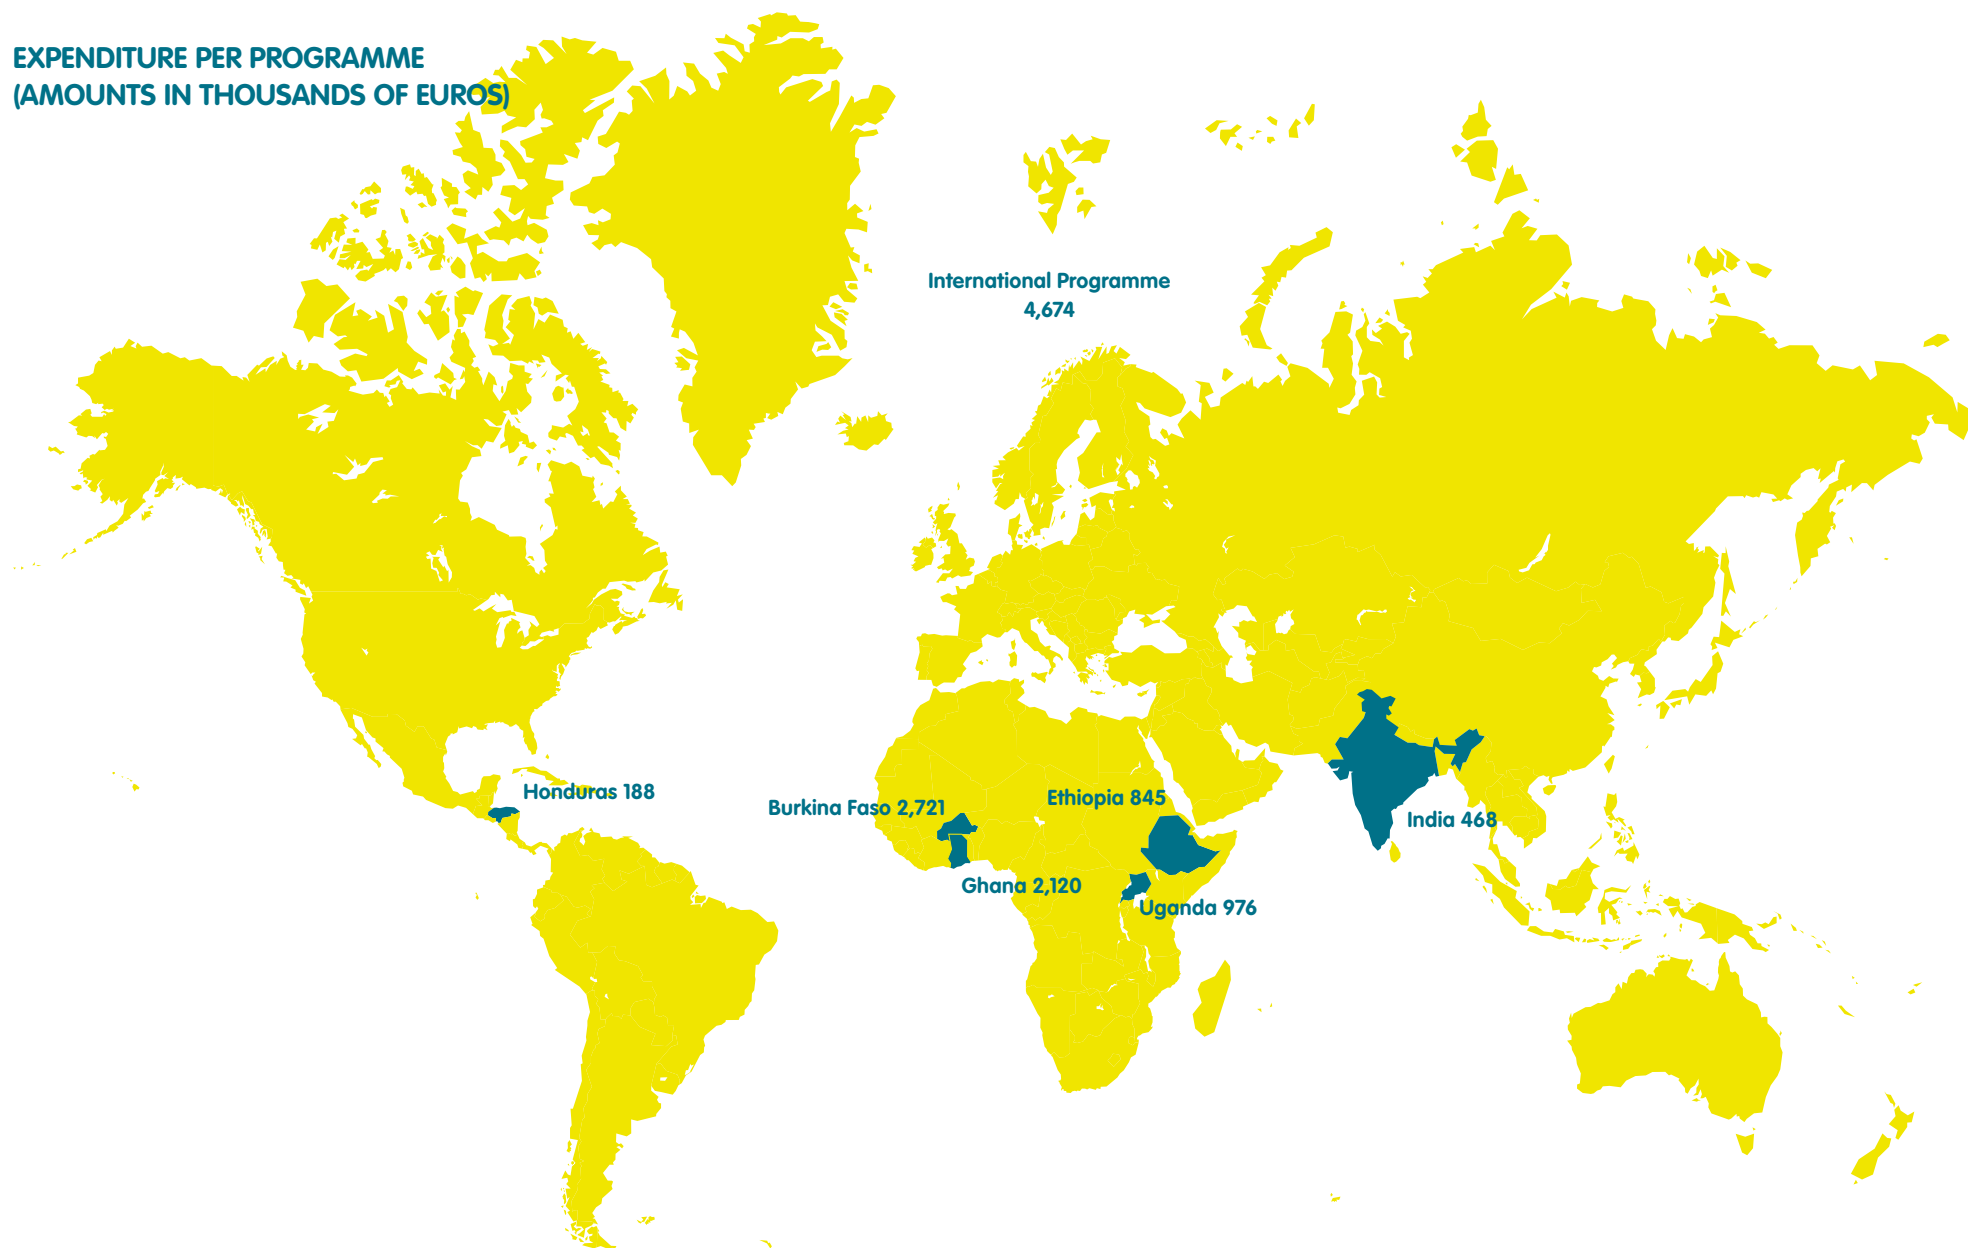 EXPENDITURE PER PROGRAMME
(AMOUNTS IN THOUSANDS OF EUROS)
International Programme
4,674
Honduras 188
Burkina Faso 2,721
Ethiopia 845
India 468
Ghana 2,120
Uganda 976